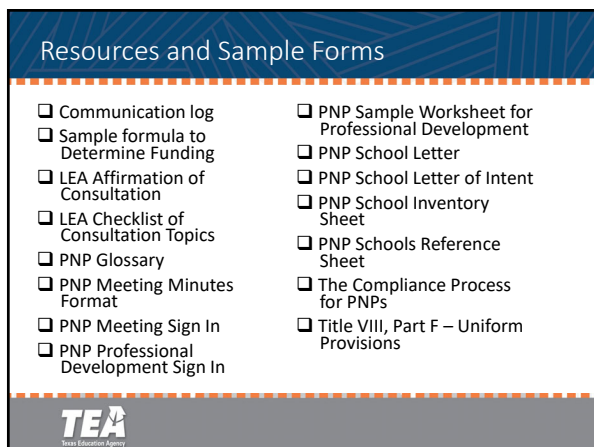 Resources and Sample Forms
❑ Communication log
❑ Sample formula to
Determine Funding
❑ LEA Affirmation of
Consultation
❑ LEA Checklist of
Consultation Topics
❑ PNP Glossary
❑ PNP Meeting Minutes
Format
❑ PNP Meeting Sign In
❑ PNP Professional
Development Sign In
❑ PNP Sample Worksheet for
Professional Development
❑ PNP School Letter
❑ PNP School Letter of Intent
❑ PNP School Inventory
Sheet
❑ PNP Schools Reference
Sheet
❑ The Compliance Process
for PNPs
❑ Title VIII, Part F – Uniform
Provisions
TEA
Texas Education Agency